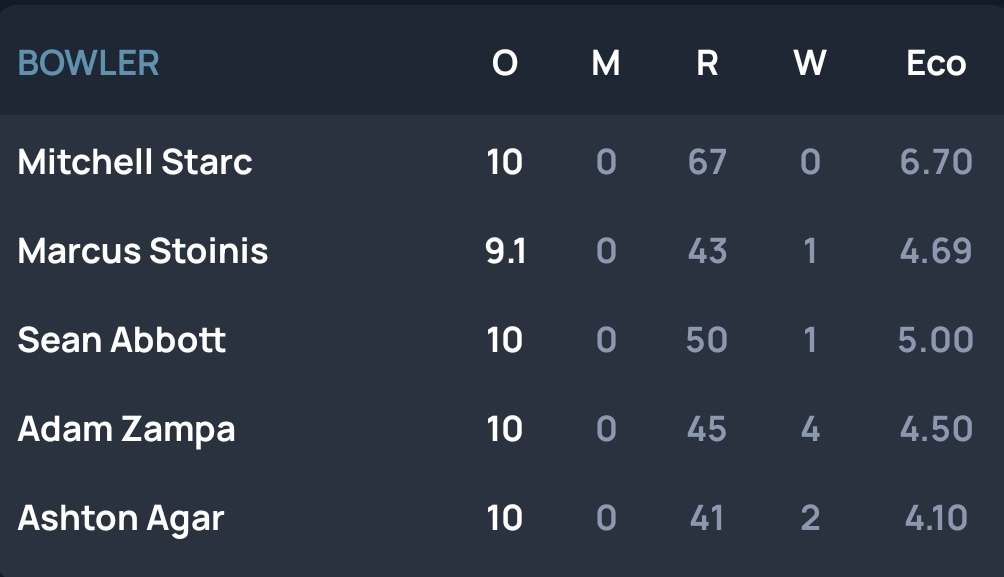 BOWLER O M R W Eco
Mitchell Starc 10 0 67 0 6.70
Marcus Stoinis 9.1 0 43 1 4.69
Sean Abbott 10 0 50 1 5.00
Adam Zampa 10 0 45 4 4.50
Ashton Agar 10 0 41 2 4.10